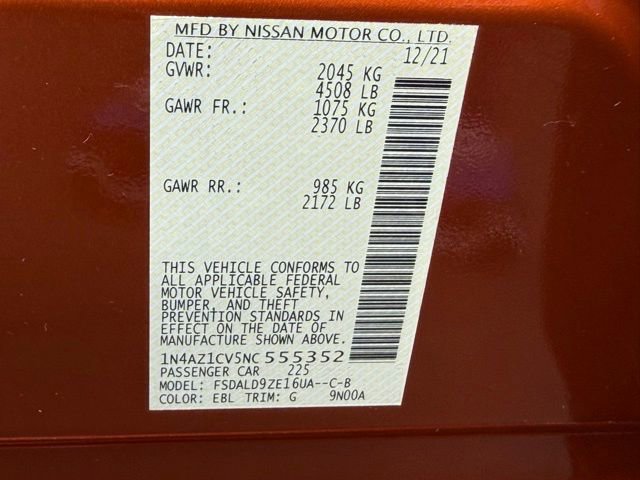 MFD BY NISSAN MOTOR CO., LTD.
DATE: 12/21
GVWR: 2045 KG
4508 LB
GAWR FR.: 1075 KG
2370 LB
GAWR RR.: 985 KG
2172 LB
THIS VEHICLE CONFORMS TO
ALL APPLICABLE FEDERAL
MOTOR VEHICLE SAFETY,
BUMPER, AND THEFT
PREVENTION STANDARDS IN
EFFECT ON THE DATE OF
MANUFACTURE SHOWN ABOVE.
1N4AZ1CV5NC555352
PASSENGER CAR 225
MODEL: FSDALD9ZE16UA--C-B
COLOR: EBL TRIM: G 9N00A